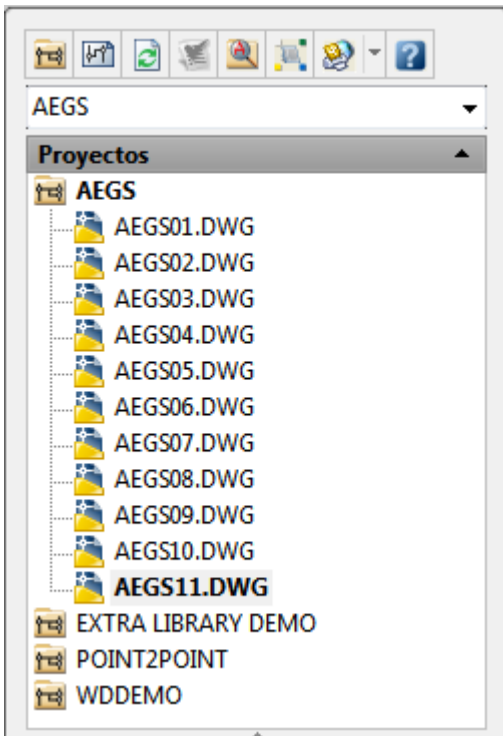 AEGS
Proyectos
AEGS
AEGS01.DWG
AEGS02.DWG
AEGS03.DWG
AEGS04.DWG
AEGS05.DWG
AEGS06.DWG
AEGS07.DWG
AEGS08.DWG
AEGS09.DWG
AEGS10.DWG
AEGS11.DWG
EXTRA LIBRARY DEMO
POINT2POINT
WDDEMO